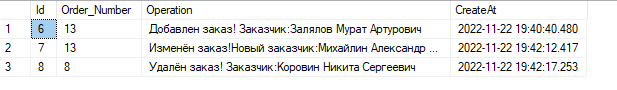 Id Order_Number Operation CreateAt
1 6 13 Добавлен заказ! Заказчик:Залялов Мурат Артурович 2022-11-22 19:40:40.480
2 7 13 Изменён заказ!Новый заказчик:Михайлин Александр ... 2022-11-22 19:42:12.417
3 8 8 Удалён заказ! Заказчик:Коровин Никита Сергеевич 2022-11-22 19:42:17.253